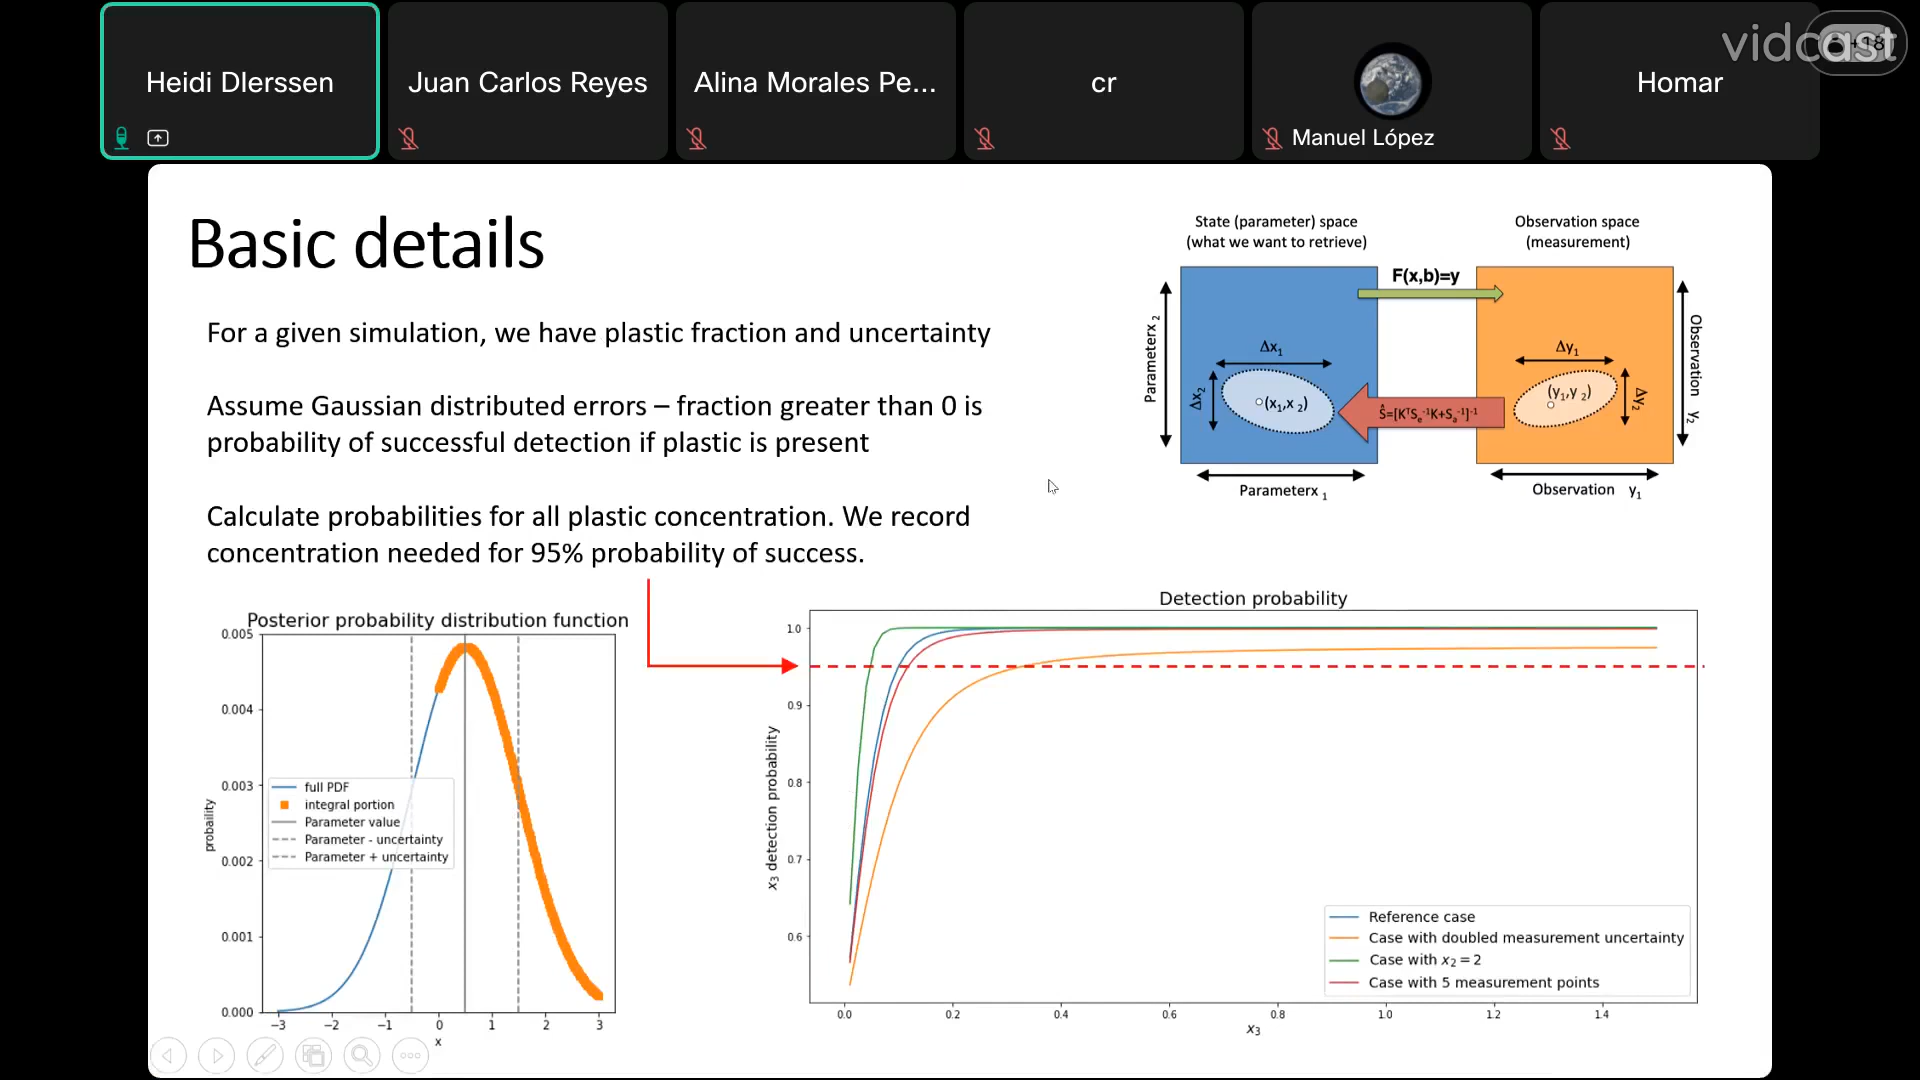 Heidi DIerssen
Juan Carlos Reyes
Alina Morales Pe...
cr
Manuel López
Homar
vidcast
+18
Basic details
For a given simulation, we have plastic fraction and uncertainty
Assume Gaussian distributed errors – fraction greater than 0 is
probability of successful detection if plastic is present
Calculate probabilities for all plastic concentration. We record
concentration needed for 95% probability of success.
State (parameter) space
(what we want to retrieve)
Observation space
(measurement)
F(x,b)=y
Parameterx 2
Δx1
Δx2
(x1,x 2)
Ŝ=[KᵀSe⁻¹K+Sa⁻¹]⁻¹
Δy1
(y1,y 2)
Δy2
Observation y2
Parameterx 1
Observation y1
Posterior probability distribution function
0.005
0.004
0.003
0.002
0.001
0.000
probaility
full PDF
integral portion
Parameter value
Parameter - uncertainty
Parameter + uncertainty
−3 −2 −1 0 1 2 3
x
Detection probability
1.0
0.9
0.8
0.7
0.6
x3 detection probability
Reference case
Case with doubled measurement uncertainty
Case with x2 = 2
Case with 5 measurement points
0.0 0.2 0.4 0.6 0.8 1.0 1.2 1.4
x3